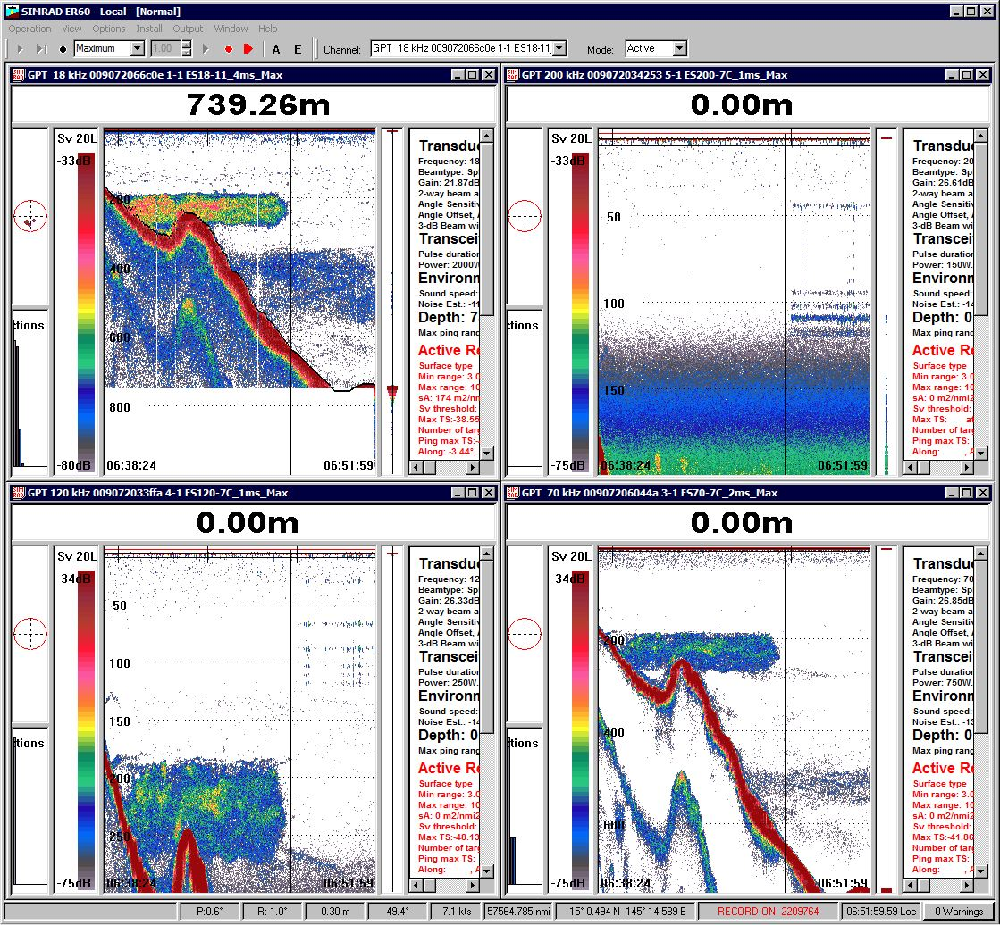 SIMRAD ER60 - Local - [Normal]
Operation View Options Install Output Window Help
Maximum 1.00 A E Channel: GPT 18 kHz 009072066c0e 1-1 ES18-11 Mode: Active
GPT 18 kHz 009072066c0e 1-1 ES18-11_4ms_Max
739.26m
Sv 20L
-33dB
200
400
600
800
-80dB
06:38:24 06:51:59
tions
Transduc
Frequency: 18
Beamtype: Sp
Gain: 21.87dB
2-way beam a
Angle Sensitiv
Angle Offset, A
3-dB Beam wi
Transcei
Pulse duration
Power: 2000W
Environm
Sound speed:
Noise Est.: -11
Depth: 7
Max ping rang
Active Re
Surface type
Min range: 3.0
Max range: 10
sA: 174 m2/nm
Sv threshold:
Max TS:-38.55
Number of targ
Ping max TS:-
Along: -3.44°,
GPT 200 kHz 009072034253 5-1 ES200-7C_1ms_Max
0.00m
Sv 20L
-33dB
50
100
150
-75dB
06:38:24 06:51:59
tions
Transduc
Frequency: 20
Beamtype: Sp
Gain: 26.61dB
2-way beam a
Angle Sensitiv
Angle Offset, A
3-dB Beam wi
Transcei
Pulse duration
Power: 150W.
Environm
Sound speed:
Noise Est.: -14
Depth: 0
Max ping rang
Active Re
Surface type
Min range: 3.0
Max range: 10
sA: 0 m2/nmi2
Sv threshold:
Max TS: at
Number of targ
Ping max TS:
Along: , A
GPT 120 kHz 009072033ffa 4-1 ES120-7C_1ms_Max
0.00m
Sv 20L
-34dB
50
100
150
200
250
-75dB
06:38:24 06:51:59
tions
Transduc
Frequency: 12
Beamtype: Sp
Gain: 26.33dB
2-way beam a
Angle Sensitiv
Angle Offset, A
3-dB Beam wi
Transcei
Pulse duration
Power: 250W.
Environm
Sound speed:
Noise Est.: -14
Depth: 0
Max ping rang
Active Re
Surface type
Min range: 3.0
Max range: 10
sA: 0 m2/nmi2
Sv threshold:
Max TS:-48.13
Number of targ
Ping max TS:
Along: , A
GPT 70 kHz 00907206044a 3-1 ES70-7C_2ms_Max
0.00m
Sv 20L
-34dB
200
400
600
-75dB
06:38:24 06:51:59
tions
Transduc
Frequency: 70
Beamtype: Sp
Gain: 26.85dB
2-way beam a
Angle Sensitiv
Angle Offset, A
3-dB Beam wi
Transcei
Pulse duration
Power: 750W.
Environm
Sound speed:
Noise Est.: -13
Depth: 0
Max ping rang
Active Re
Surface type
Min range: 3.0
Max range: 10
sA: 0 m2/nmi2
Sv threshold:
Max TS:-41.86
Number of targ
Ping max TS:
Along: , A
P:0.6° R:-1.0° 0.30 m 49.4° 7.1 kts 57564.785 nmi 15° 0.494 N 145° 14.589 E RECORD ON: 2209764 06:51:59.59 Loc 0 Warnings